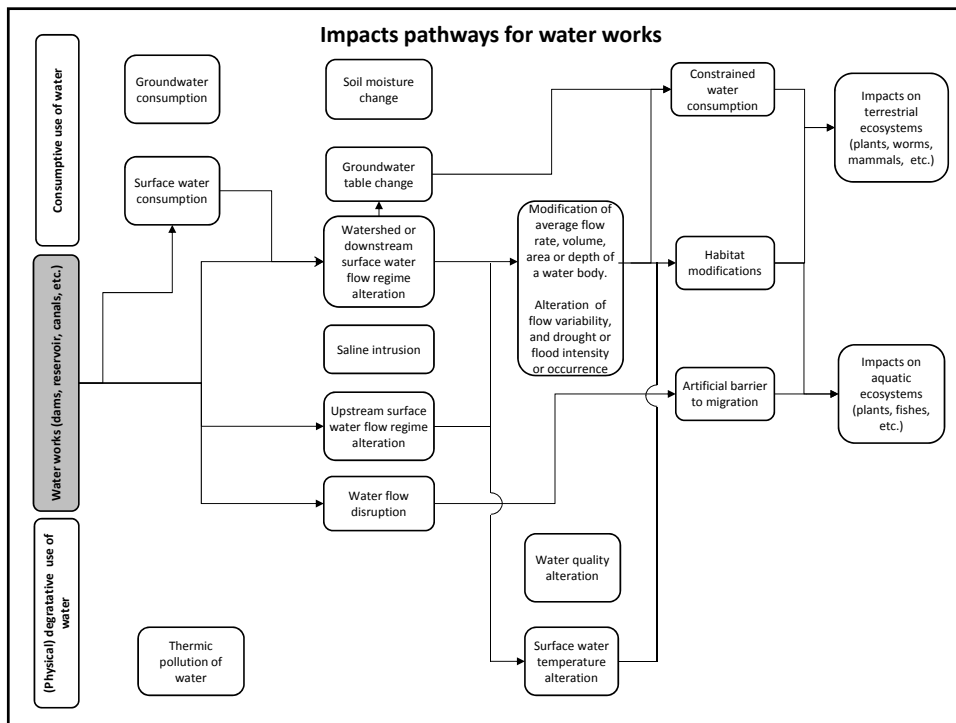 Impacts pathways for water works
Consumptive use of water
Water works (dams, reservoir, canals, etc.)
(Physical) degratative use of
water
Groundwater
consumption
Surface water
consumption
Thermic
pollution of
water
Soil moisture
change
Groundwater
table change
Watershed or
downstream
surface water
flow regime
alteration
Saline intrusion
Upstream surface
water flow regime
alteration
Water flow
disruption
Modification of
average flow
rate, volume,
area or depth of
a water body.
Alteration of
flow variability,
and drought or
flood intensity
or occurrence
Water quality
alteration
Surface water
temperature
alteration
Constrained
water
consumption
Habitat
modifications
Artificial barrier
to migration
Impacts on
terrestrial
ecosystems
(plants, worms,
mammals, etc.)
Impacts on
aquatic
ecosystems
(plants, fishes,
etc.)